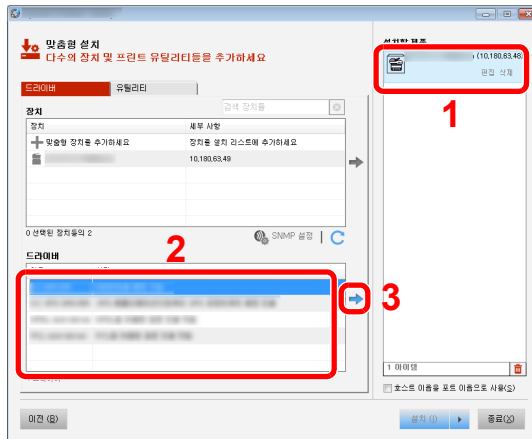 맞춤형 설치
다수의 장치 및 프린트 유틸리티들을 추가하세요
드라이버
유틸리티
장치
검색 장치들
장치
세부 사항
맞춤형 장치를 추가하세요
장치를 설치 리스트에 추가하세요
10,180,63,49
0 선택된 장치들의 2
SNMP 설정
드라이버
2
3
설치할 제품
(10,180,63,48)
편집 삭제
1
1 아이템
호스트 이름을 포트 이름으로 사용(S)
이전 (B)
설치 (I)
종료(X)